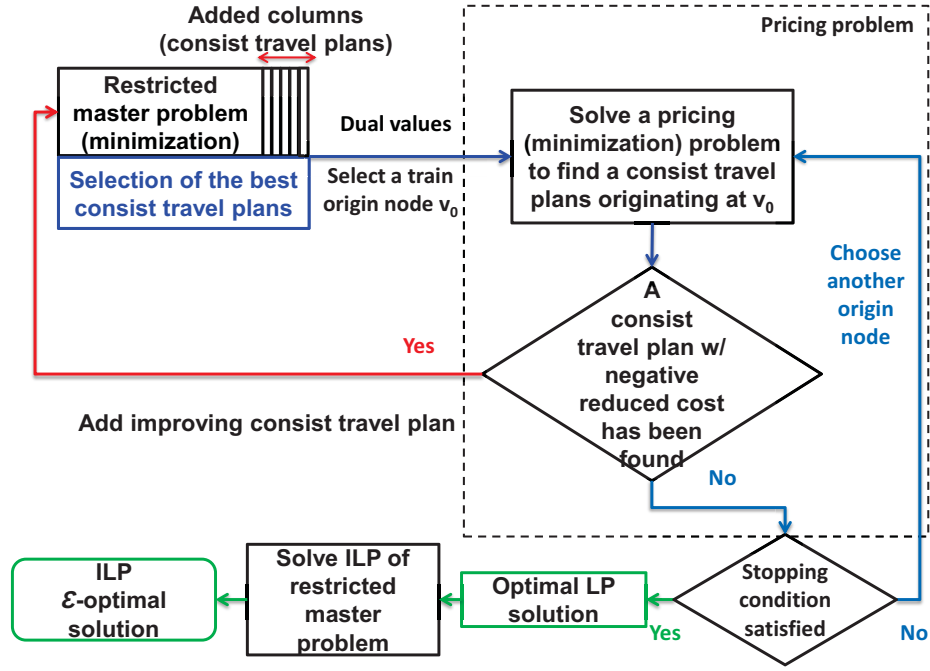 Added columns
(consist travel plans)
Pricing problem
Restricted
master problem
(minimization)
Selection of the best
consist travel plans
Dual values
Select a train
origin node v0
Solve a pricing
(minimization) problem
to find a consist travel
plans originating at v0
Choose
another
origin
node
A
consist
travel plan w/
negative
reduced cost
has been
found
Yes
Add improving consist travel plan
No
Stopping
condition
satisfied
No
Yes
Optimal LP
solution
Solve ILP of
restricted
master
problem
ILP
ℰ-optimal
solution